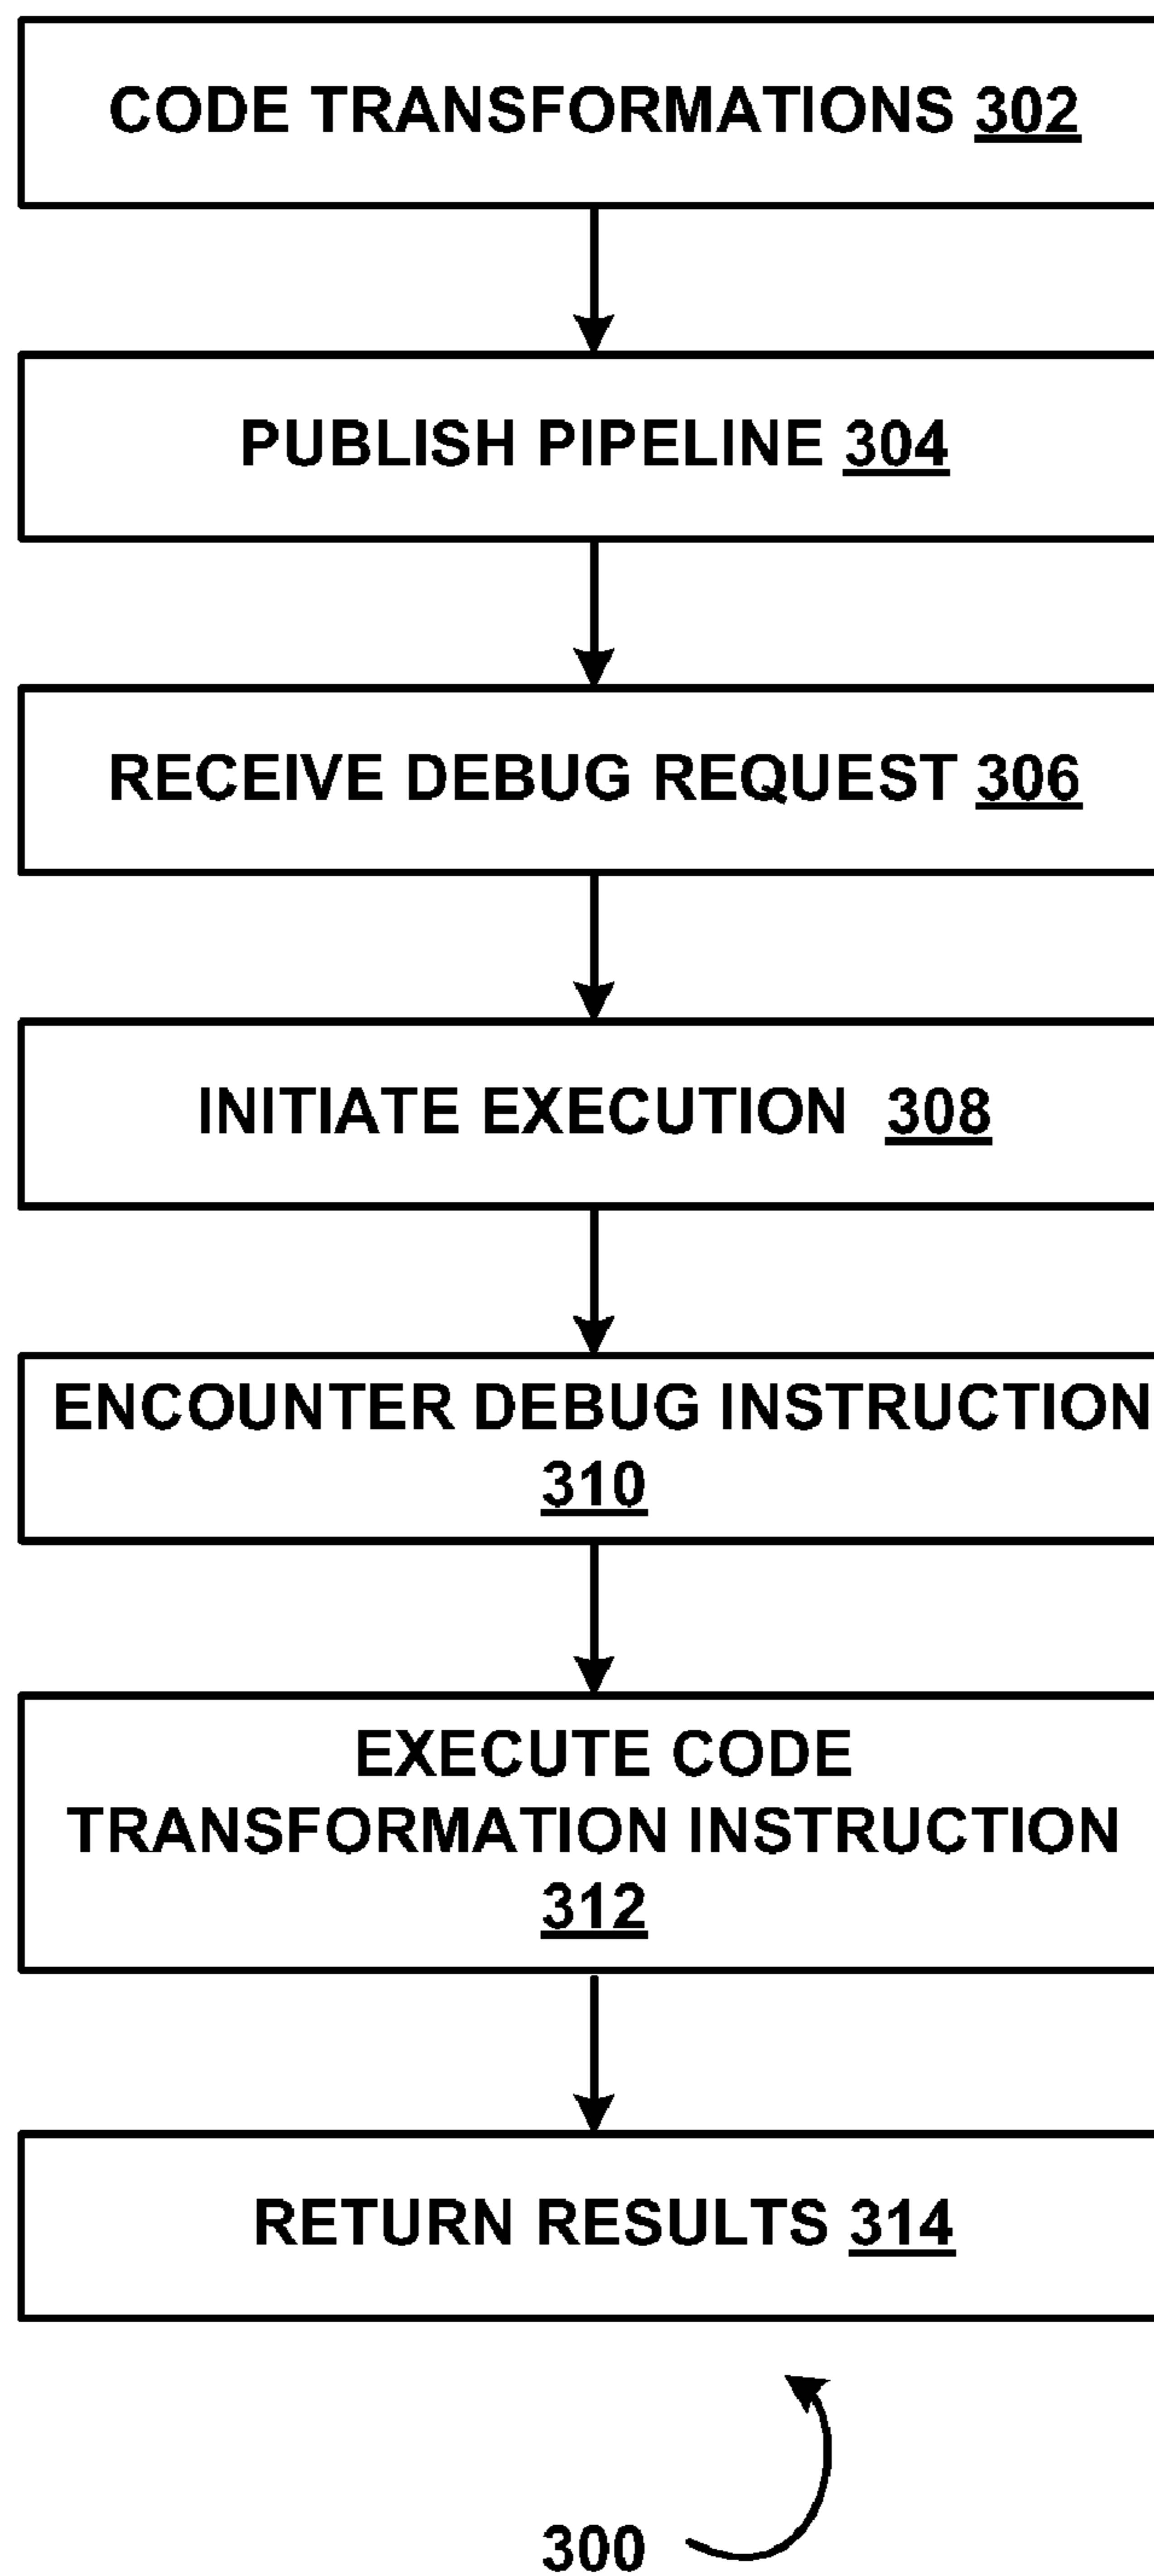 CODE TRANSFORMATIONS 302
PUBLISH PIPELINE 304
RECEIVE DEBUG REQUEST 306
INITIATE EXECUTION 308
ENCOUNTER DEBUG INSTRUCTION
310
EXECUTE CODE
TRANSFORMATION INSTRUCTION
312
RETURN RESULTS 314
300